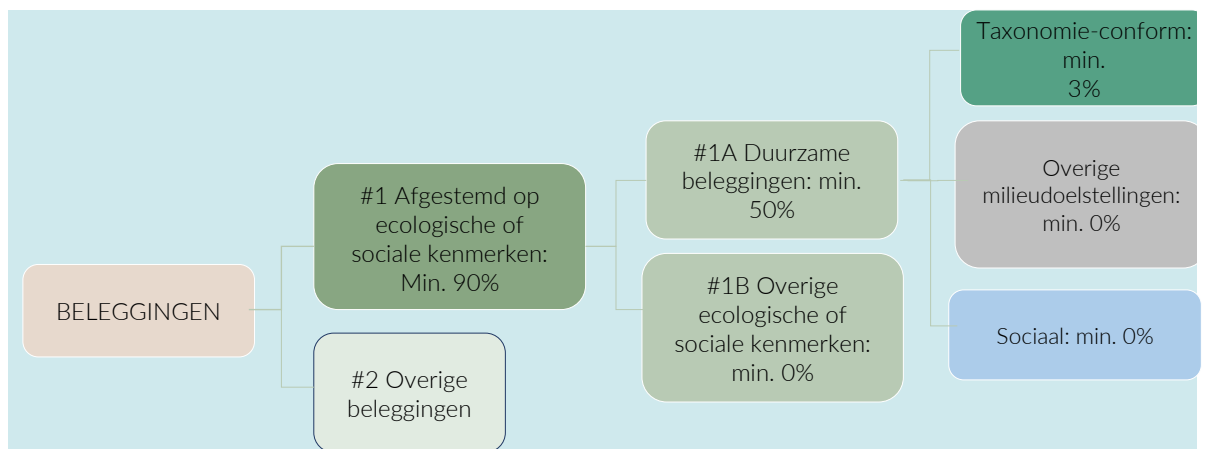 BELEGGINGEN
#1 Afgestemd op
ecologische of
sociale kenmerken:
Min. 90%
#2 Overige
beleggingen
#1A Duurzame
beleggingen: min.
50%
#1B Overige
ecologische of
sociale kenmerken:
min. 0%
Taxonomie-conform:
min.
3%
Overige
milieudoelstellingen:
min. 0%
Sociaal: min. 0%